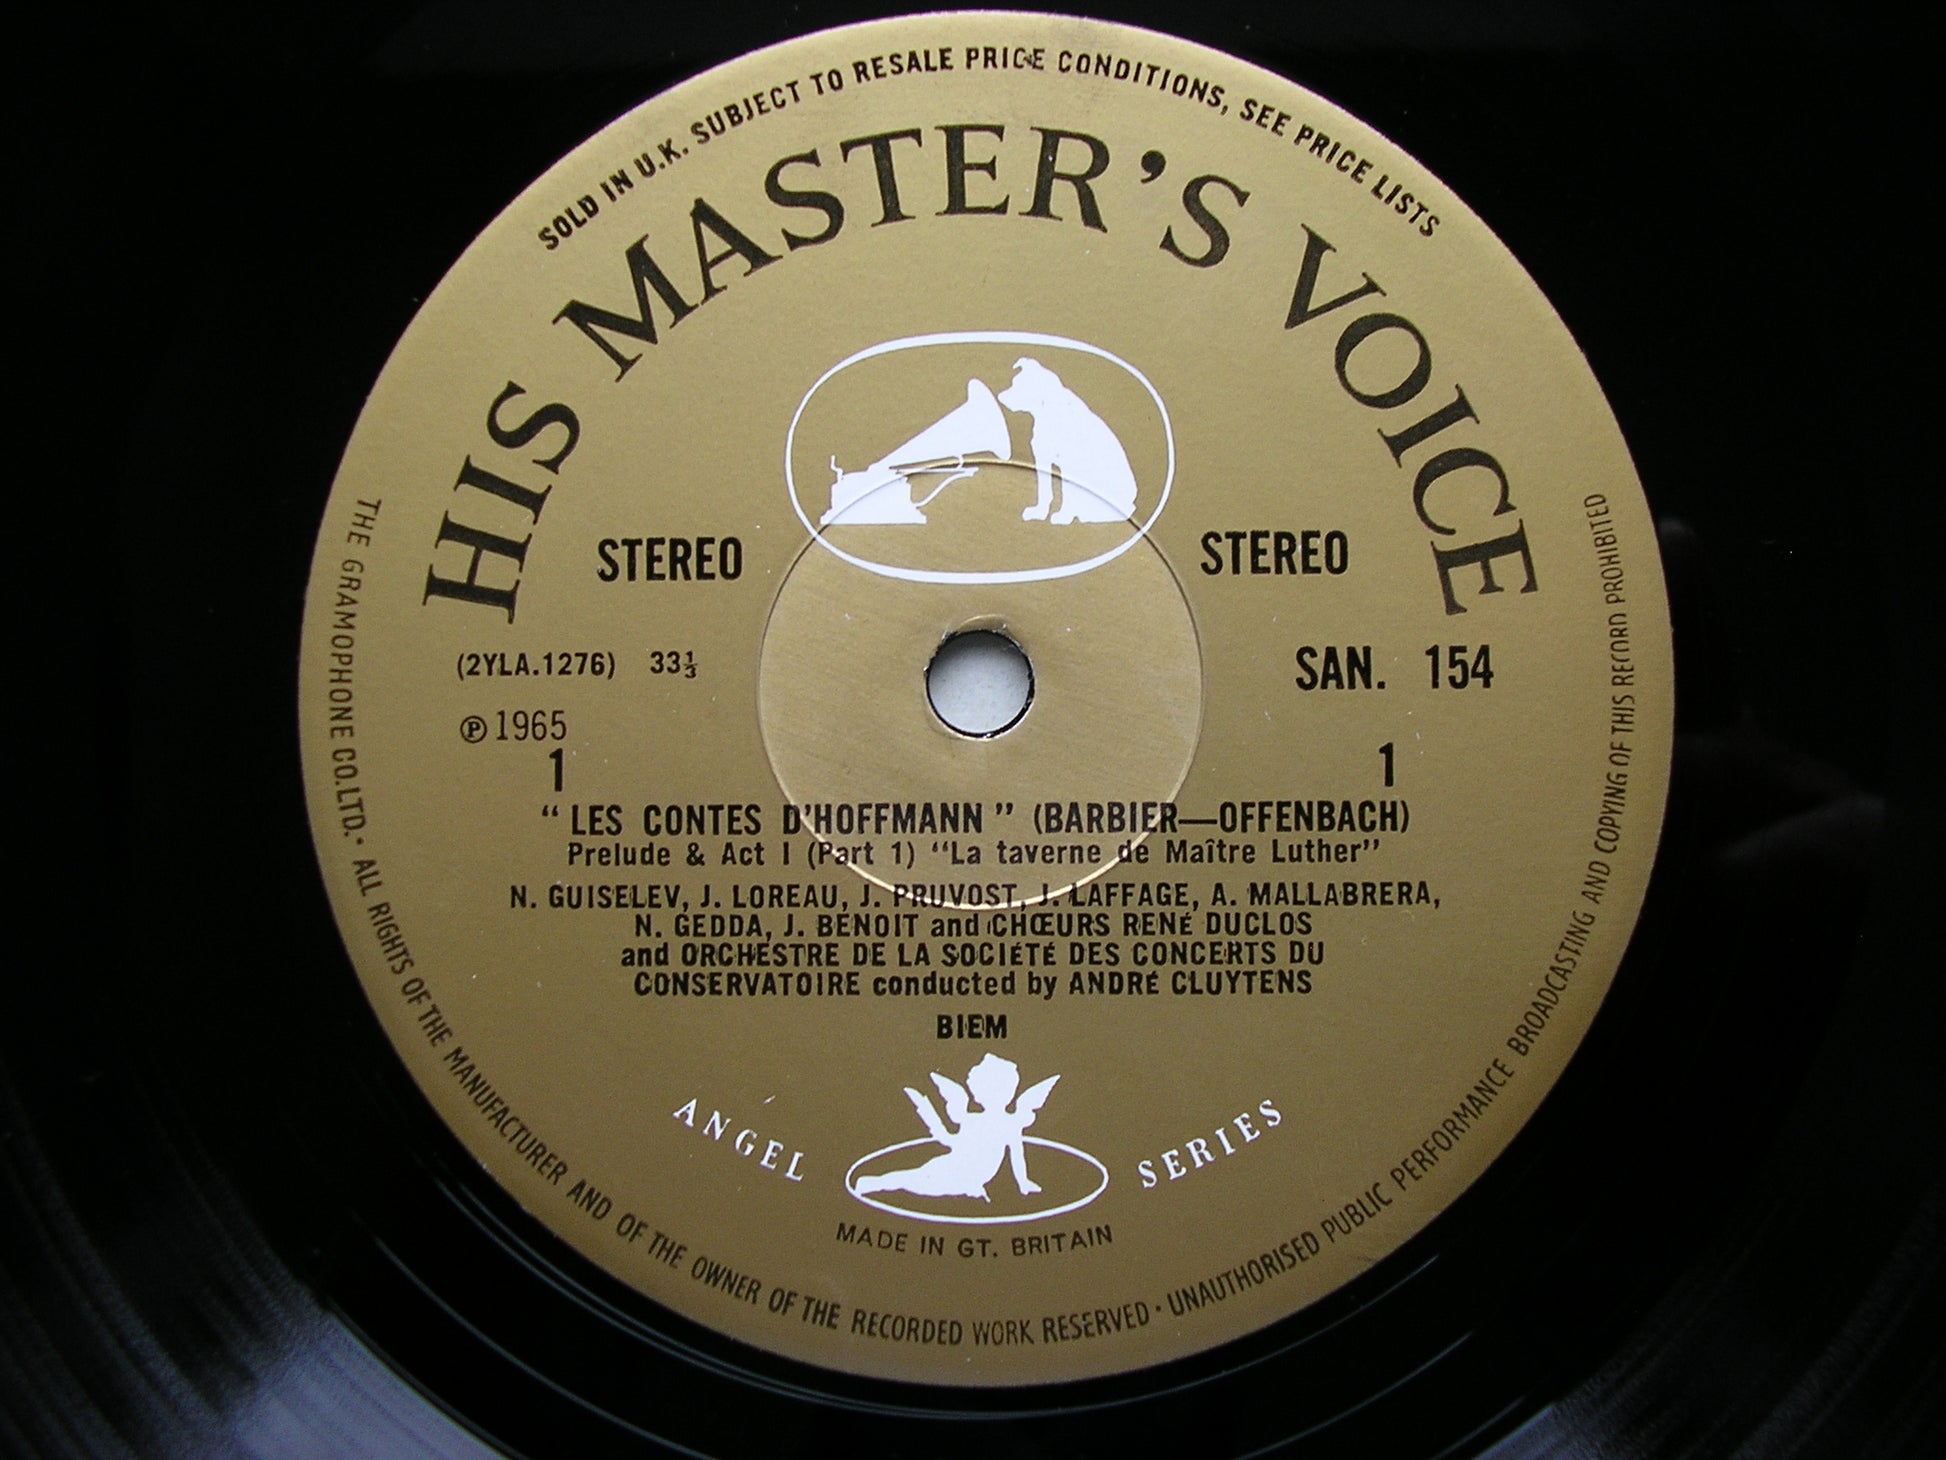 SOLD IN U.K. SUBJECT TO RESALE PRICE CONDITIONS, SEE PRICE LISTS
HIS MASTER'S VOICE
STEREO STEREO
(2YLA.1276) 33⅓ SAN. 154
℗1965
1 1
“LES CONTES D'HOFFMANN” (BARBIER—OFFENBACH)
Prelude & Act I (Part 1) “La taverne de Maître Luther”
N. GUISELEV, J. LOREAU, J. PRUVOST, J. LAFFAGE, A. MALLABRERA,
N. GEDDA, J. BENOIT and CHŒURS RENÉ DUCLOS
and ORCHESTRE DE LA SOCIÉTÉ DES CONCERTS DU
CONSERVATOIRE conducted by ANDRÉ CLUYTENS
BIEM
ANGEL SERIES
MADE IN GT. BRITAIN
THE GRAMOPHONE CO.LTD. · ALL RIGHTS OF THE MANUFACTURER AND OF THE OWNER OF THE RECORDED WORK RESERVED · UNAUTHORISED PUBLIC PERFORMANCE BROADCASTING AND COPYING OF THIS RECORD PROHIBITED